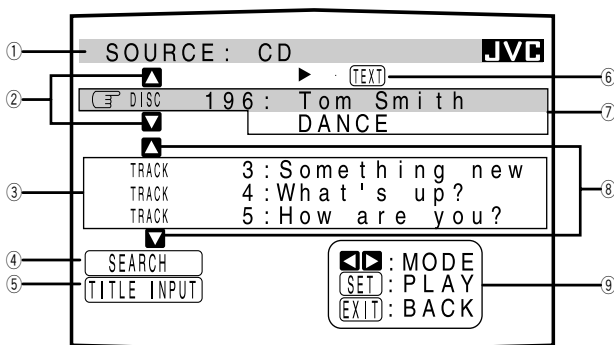 ① SOURCE: CD JVC
▶ · TEXT ⑥
② DISC 196: Tom Smith ⑦
DANCE
③ TRACK 3:Something new ⑧
TRACK 4:What's up?
TRACK 5:How are you?
④ SEARCH ◀▶:MODE
⑤ TITLE INPUT SET:PLAY ⑨
EXIT:BACK